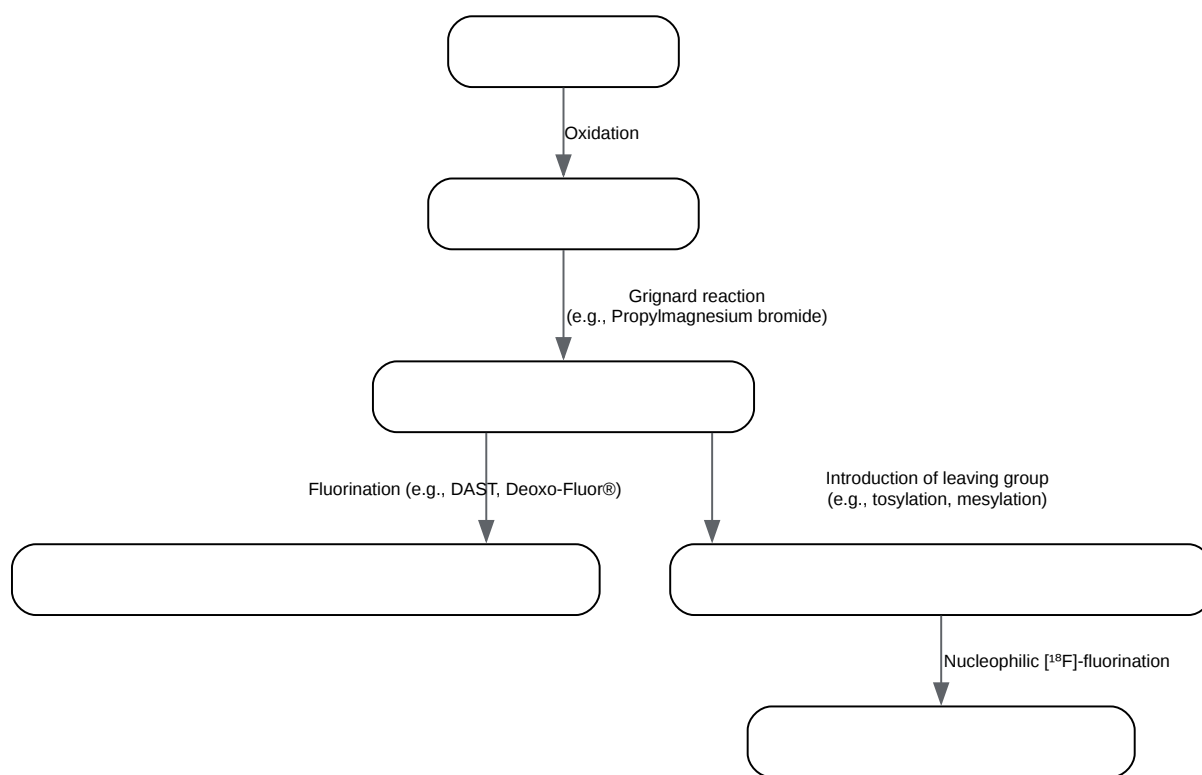 Oxidation
Grignard reaction
(e.g., Propylmagnesium bromide)
Fluorination (e.g., DAST, Deoxo-Fluor®)
Introduction of leaving group
(e.g., tosylation, mesylation)
Nucleophilic [¹⁸F]-fluorination